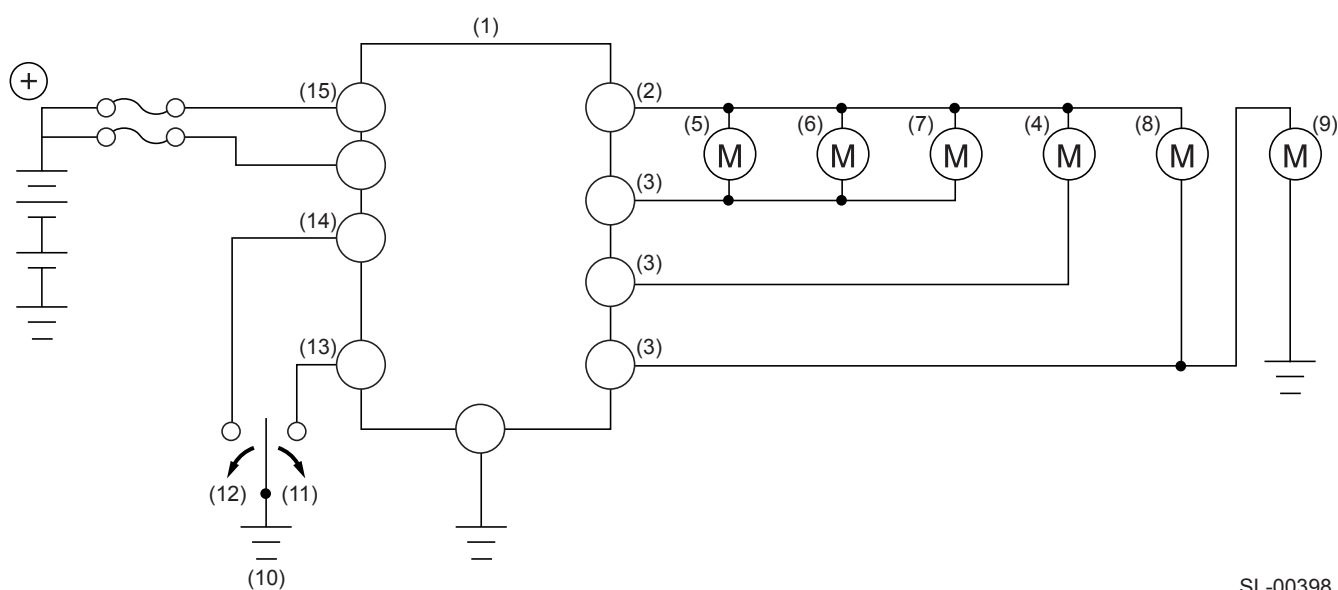 (1)
+
(15)
(2)
(5)
(6)
(7)
(4)
(8)
(9)
M
M
M
M
M
M
(3)
(14)
(3)
(13)
(3)
(12)
(11)
(10)
SL-00398